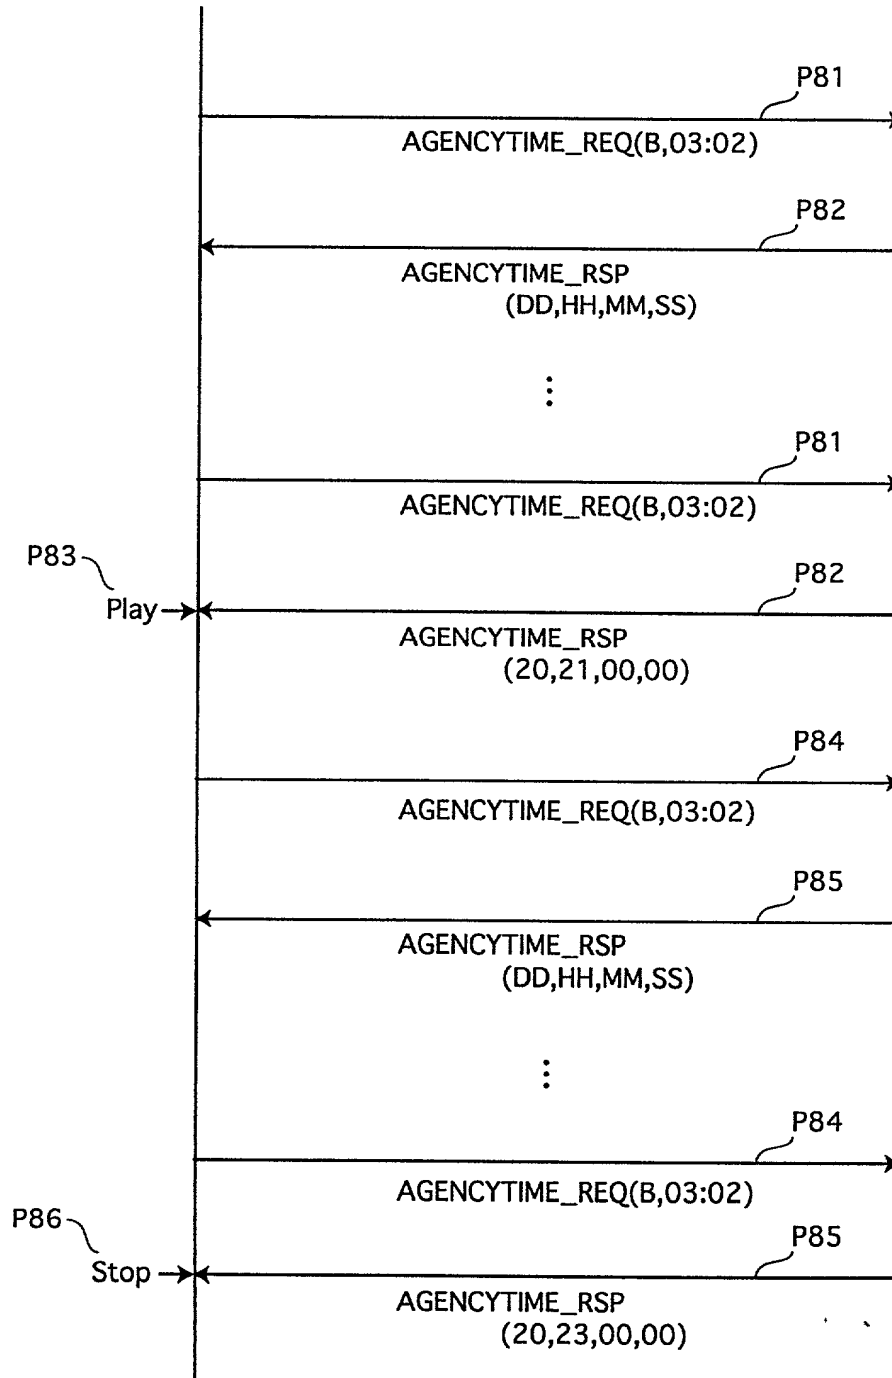 P81
AGENCYTIME_REQ(B,03:02)
P82
AGENCYTIME_RSP
(DD,HH,MM,SS)
P81
AGENCYTIME_REQ(B,03:02)
P83
Play
P82
AGENCYTIME_RSP
(20,21,00,00)
P84
AGENCYTIME_REQ(B,03:02)
P85
AGENCYTIME_RSP
(DD,HH,MM,SS)
P84
AGENCYTIME_REQ(B,03:02)
P86
Stop
P85
AGENCYTIME_RSP
(20,23,00,00)